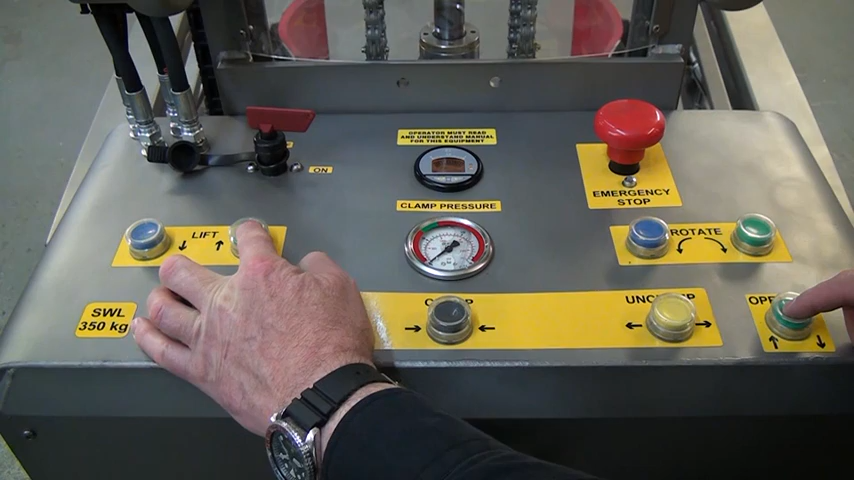 OPERATOR MUST READ
AND UNDERSTAND MANUAL
FOR THIS EQUIPMENT
ON
EMERGENCY
STOP
CLAMP PRESSURE
LIFT
ROTATE
SWL
350 kg